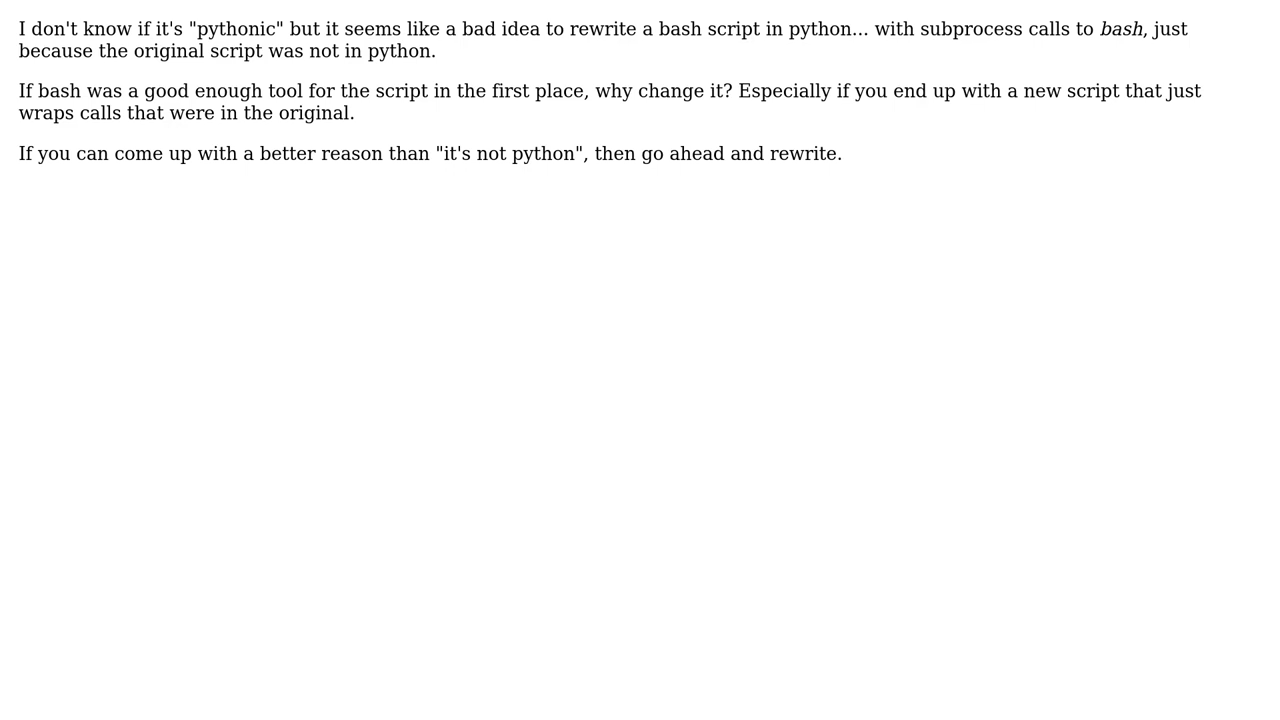 I don't know if it's "pythonic" but it seems like a bad idea to rewrite a bash script in python... with subprocess calls to bash, just
because the original script was not in python.
If bash was a good enough tool for the script in the first place, why change it? Especially if you end up with a new script that just
wraps calls that were in the original.
If you can come up with a better reason than "it's not python", then go ahead and rewrite.